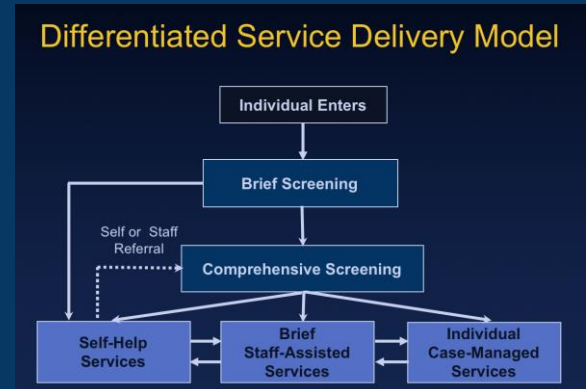 Differentiated Service Delivery Model
Individual Enters
Brief Screening
Self or Staff
Referral
Comprehensive Screening
Self-Help
Services
Brief
Staff-Assisted
Services
Individual
Case-Managed
Services